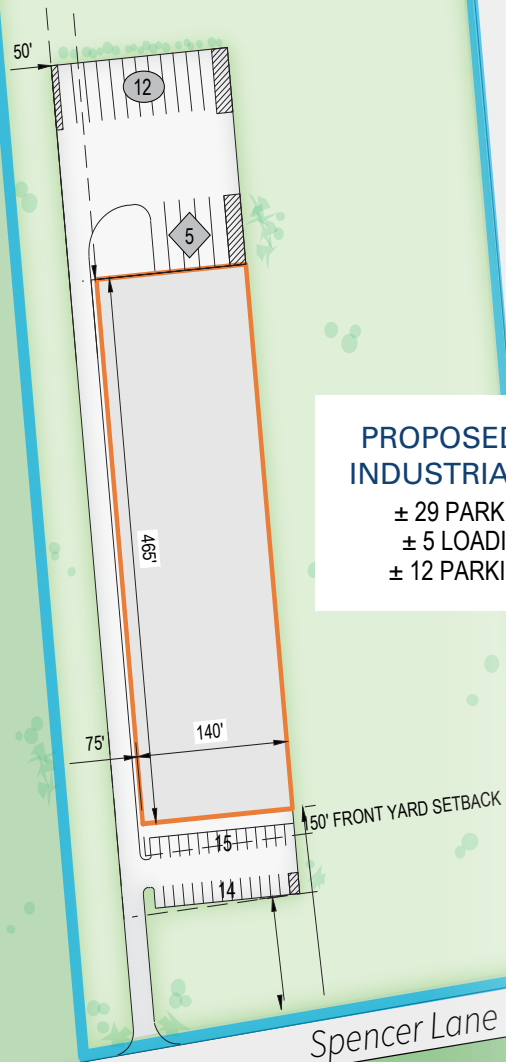 50'
12
5
PROPOSED
INDUSTRIA
± 29 PARK
± 5 LOADI
± 12 PARKI
465'
75'
140'
150' FRONT YARD SETBACK
15
14
Spencer Lane